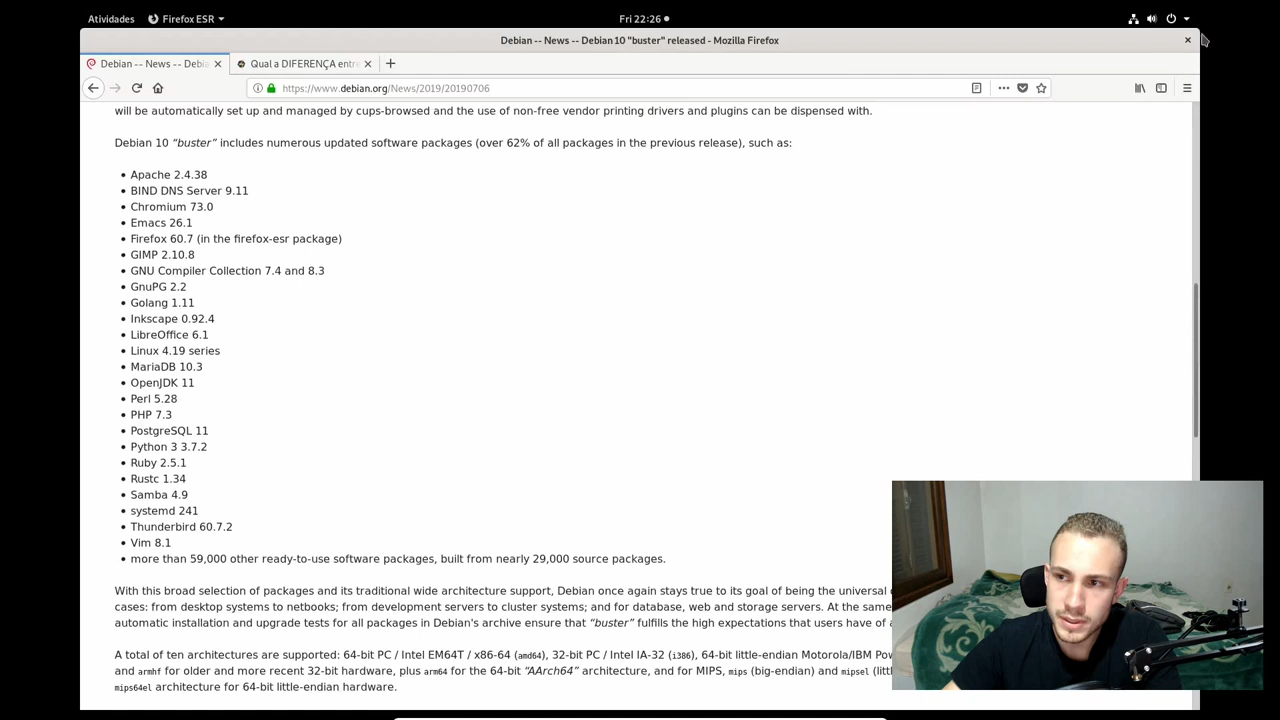 Atividades Firefox ESR Fri 22:26
Debian -- News -- Debian 10 "buster" released - Mozilla Firefox
Debian -- News -- Debia Qual a DIFERENÇA entre
https://www.debian.org/News/2019/20190706
will be automatically set up and managed by cups-browsed and the use of non-free vendor printing drivers and plugins can be dispensed with.
Debian 10 “buster” includes numerous updated software packages (over 62% of all packages in the previous release), such as:
• Apache 2.4.38
• BIND DNS Server 9.11
• Chromium 73.0
• Emacs 26.1
• Firefox 60.7 (in the firefox-esr package)
• GIMP 2.10.8
• GNU Compiler Collection 7.4 and 8.3
• GnuPG 2.2
• Golang 1.11
• Inkscape 0.92.4
• LibreOffice 6.1
• Linux 4.19 series
• MariaDB 10.3
• OpenJDK 11
• Perl 5.28
• PHP 7.3
• PostgreSQL 11
• Python 3 3.7.2
• Ruby 2.5.1
• Rustc 1.34
• Samba 4.9
• systemd 241
• Thunderbird 60.7.2
• Vim 8.1
• more than 59,000 other ready-to-use software packages, built from nearly 29,000 source packages.
With this broad selection of packages and its traditional wide architecture support, Debian once again stays true to its goal of being the universal
cases: from desktop systems to netbooks; from development servers to cluster systems; and for database, web and storage servers. At the same
automatic installation and upgrade tests for all packages in Debian's archive ensure that “buster” fulfills the high expectations that users have of
A total of ten architectures are supported: 64-bit PC / Intel EM64T / x86-64 (amd64), 32-bit PC / Intel IA-32 (i386), 64-bit little-endian Motorola/IBM
and armhf for older and more recent 32-bit hardware, plus arm64 for the 64-bit “AArch64” architecture, and for MIPS, mips (big-endian) and mipsel
mips64el architecture for 64-bit little-endian hardware.